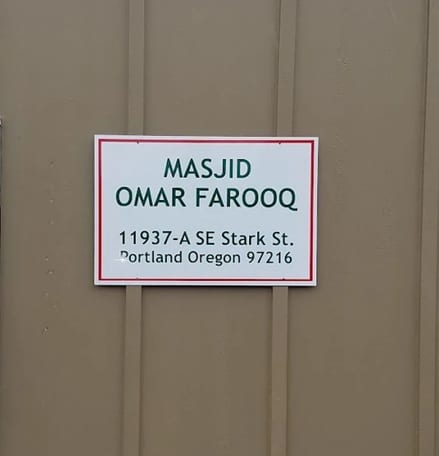 MASJID
OMAR FAROOQ
11937-A SE Stark St.
Portland Oregon 97216